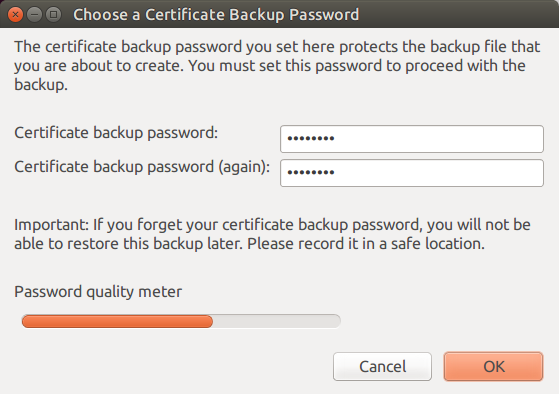 Choose a Certificate Backup Password
The certificate backup password you set here protects the backup file that
you are about to create. You must set this password to proceed with the
backup.
Certificate backup password: ••••••••
Certificate backup password (again): ••••••••
Important: If you forget your certificate backup password, you will not be
able to restore this backup later. Please record it in a safe location.
Password quality meter
Cancel OK